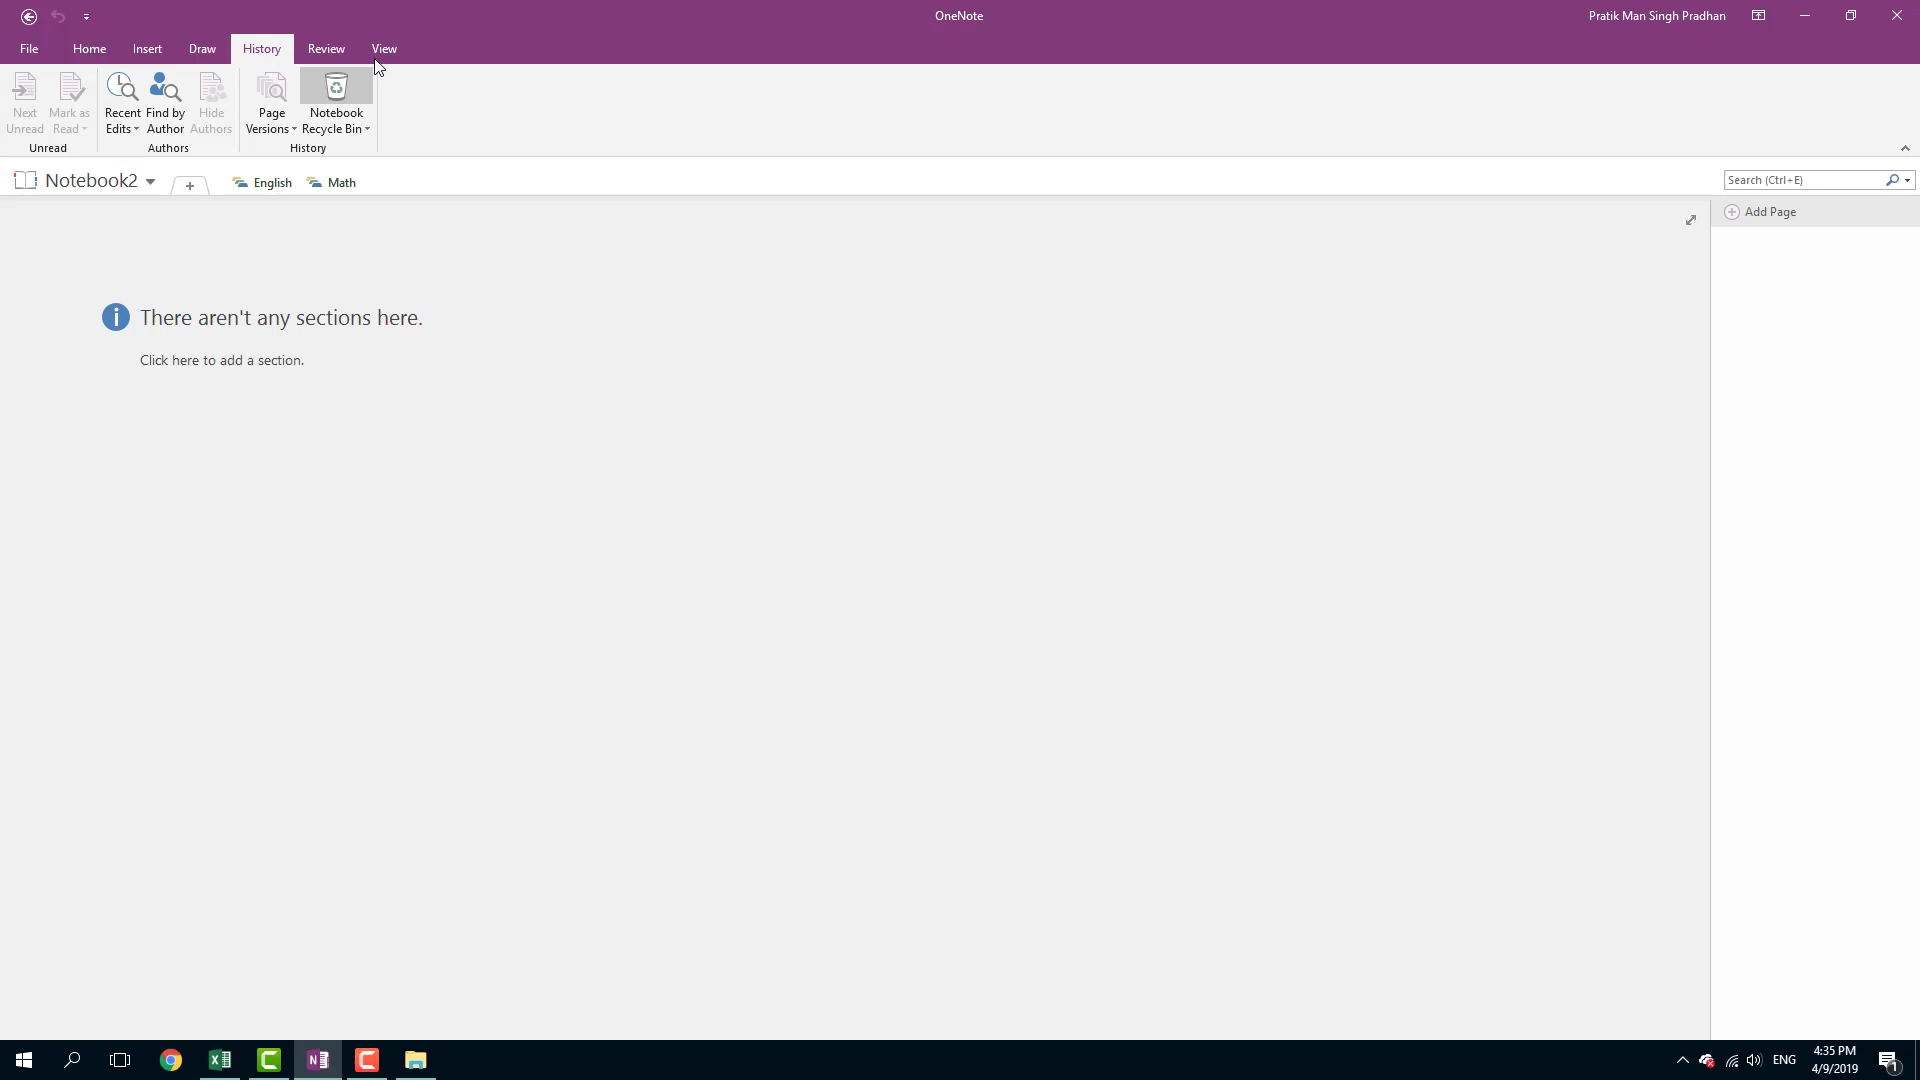 OneNote
Pratik Man Singh Pradhan
File Home Insert Draw History Review View
Next Unread
Mark as Read
Unread
Recent Edits
Find by Author
Hide Authors
Authors
Page Versions
Notebook Recycle Bin
History
Notebook2
+
English
Math
Search (Ctrl+E)
Add Page
There aren't any sections here.
Click here to add a section.
ENG
4:35 PM
4/9/2019
1